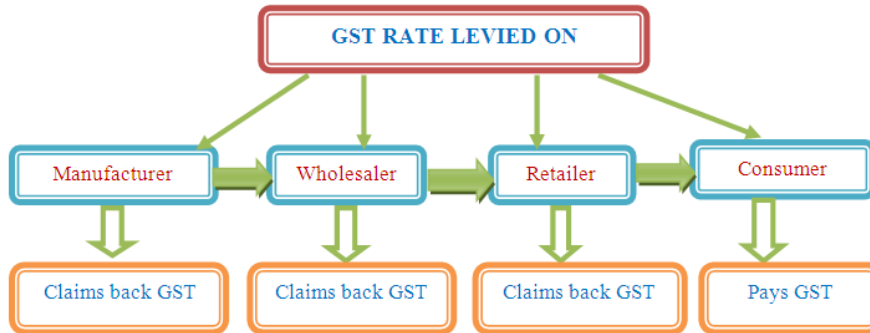 GST RATE LEVIED ON
Manufacturer
Wholesaler
Retailer
Consumer
Claims back GST
Claims back GST
Claims back GST
Pays GST